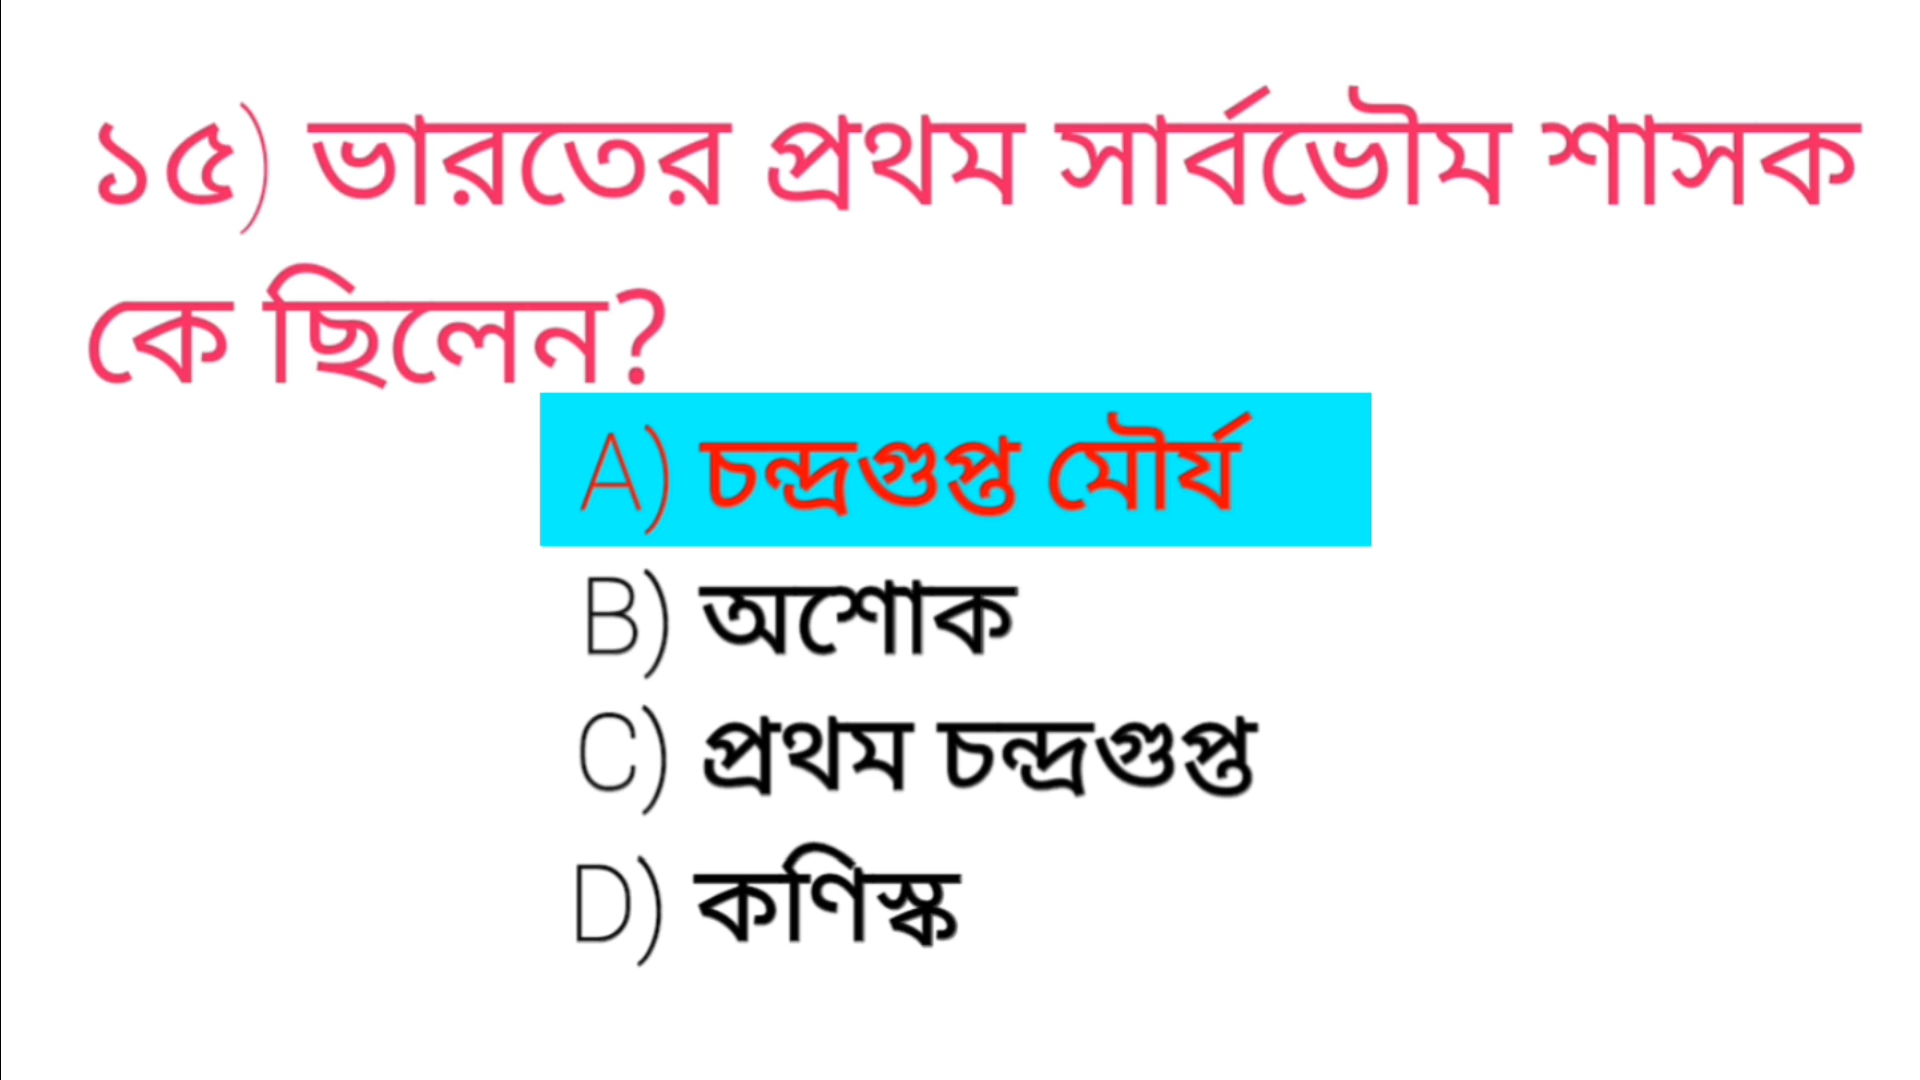 ১৫) ভারতের প্রথম সার্বভৌম শাসক
কে ছিলেন?
A) চন্দ্রগুপ্ত মৌর্য
B) অশোক
C) প্রথম চন্দ্রগুপ্ত
D) কণিস্ক